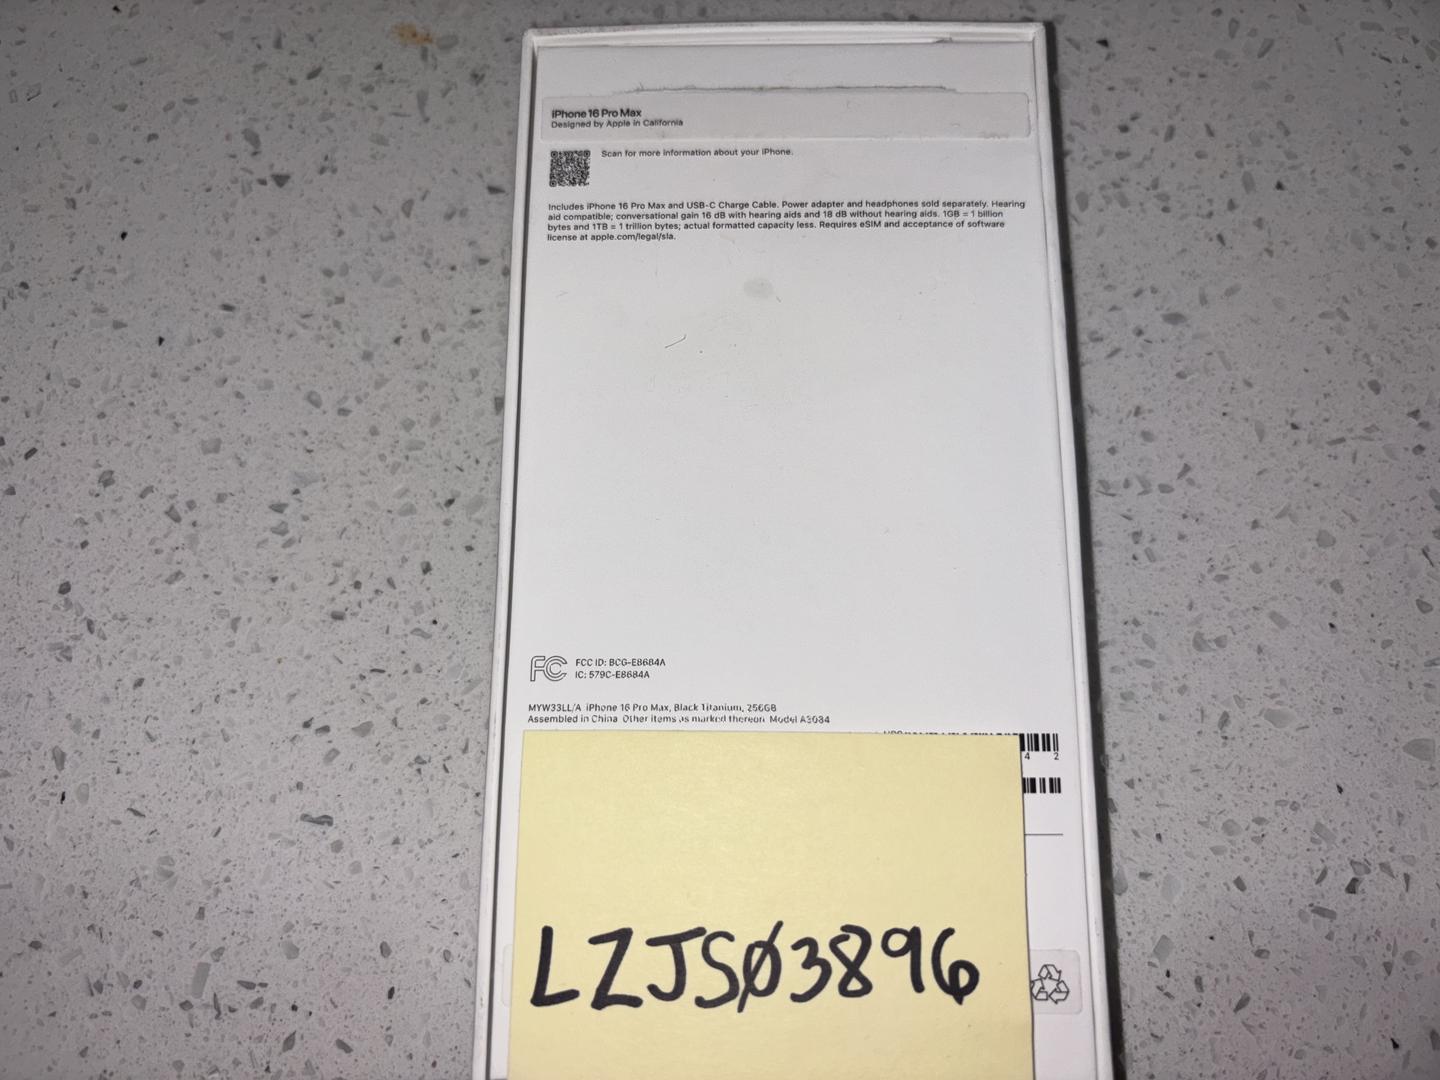 iPhone 16 Pro Max
Designed by Apple in California
Scan for more information about your iPhone.
Includes iPhone 16 Pro Max and USB-C Charge Cable. Power adapter and headphones sold separately. Hearing
aid compatible; conversational gain 16 dB with hearing aids and 18 dB without hearing aids. 1GB = 1 billion
bytes and 1TB = 1 trillion bytes; actual formatted capacity less. Requires eSIM and acceptance of software
license at apple.com/legal/sla.
FC
FCC ID: BCG-E8684A
IC: 579C-E8684A
MYW33LL/A iPhone 16 Pro Max, Black Titanium, 256GB
Assembled in China Other items as marked thereon Model A3084
4 2
LZJSØ3896